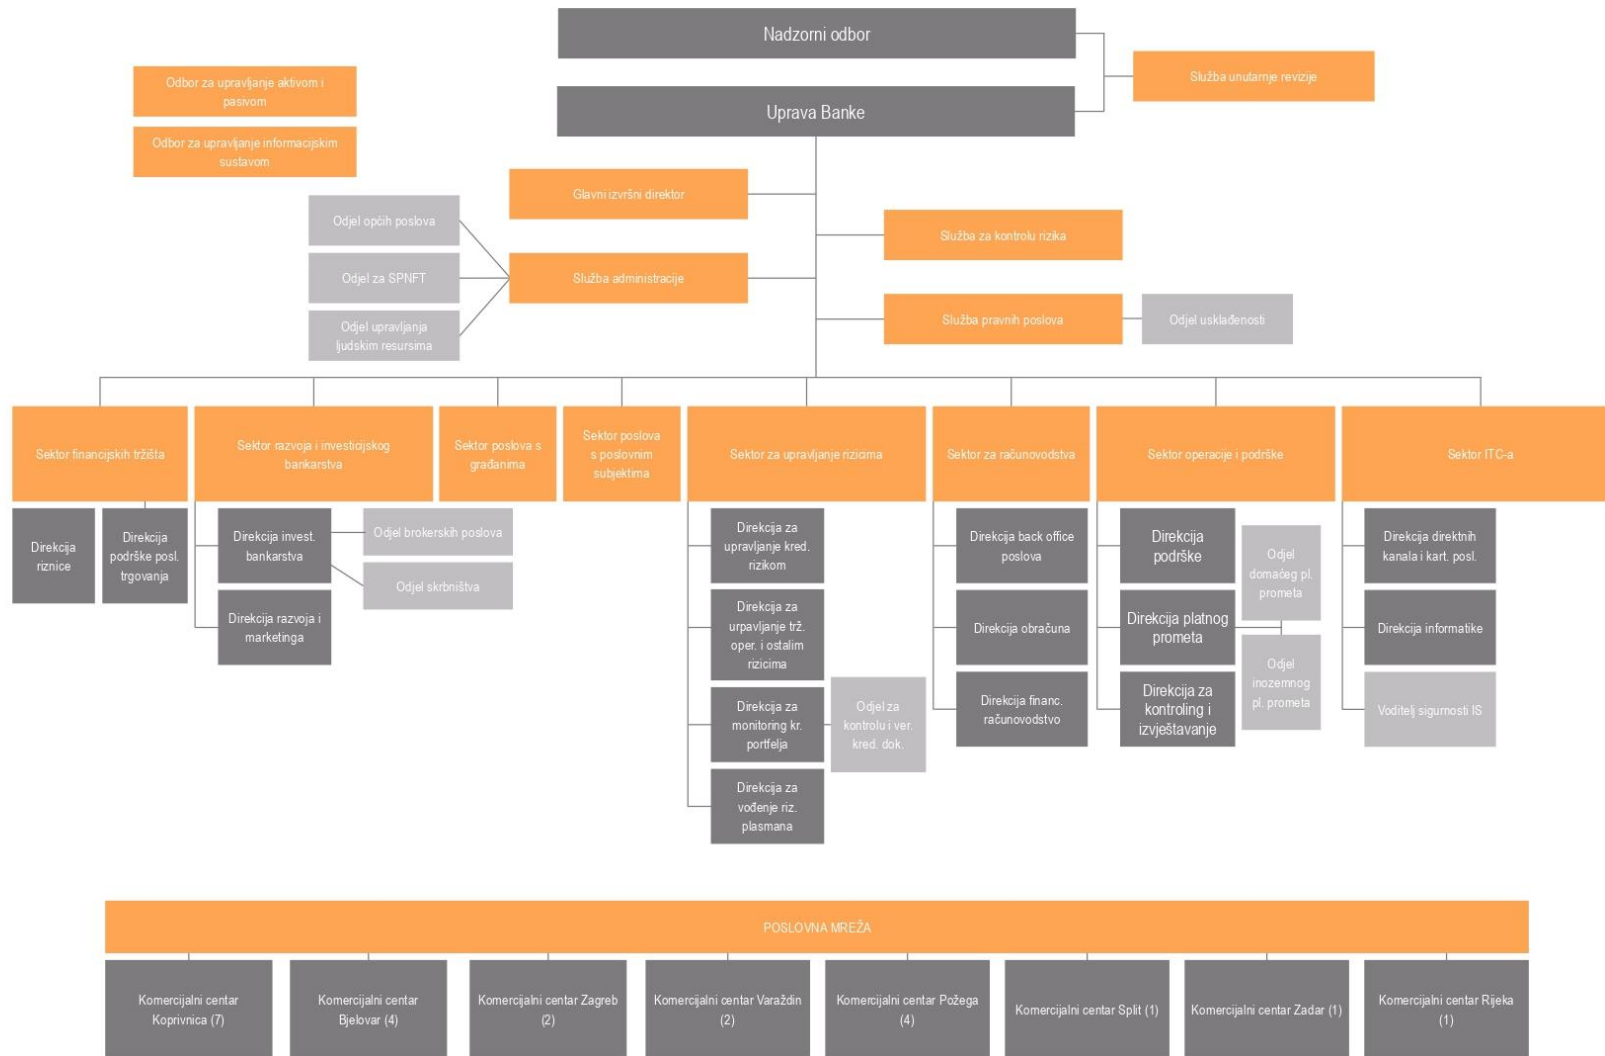 Nadzorni odbor
Služba unutarnje revizije
Odbor za upravljanje aktivom i
pasivom
Uprava Banke
Odbor za upravljanje informacijskim
sustavom
Glavni izvršni direktor
Odjel općih poslova
Služba za kontrolu rizika
Odjel za SPNFT
Služba administracije
Služba pravnih poslova
Odjel usklađenosti
Odjel upravljanja
ljudskim resursima
Sektor financijskih tržišta
Sektor razvoja i investicijskog
bankarstva
Sektor poslova s
građanima
Sektor poslova
s poslovnim
subjektima
Sektor za upravljanje rizicima
Sektor za računovodstva
Sektor operacije i podrške
Sektor ITC-a
Direkcija
riznice
Direkcija
podrške posl.
trgovanja
Direkcija invest.
bankarstva
Odjel brokerskih poslova
Odjel skrbništva
Direkcija razvoja i
marketinga
Direkcija za
upravljanje kred.
rizikom
Direkcija za
urpavljanje trž.
oper. i ostalim
rizicima
Direkcija za
monitoring kr.
portfelja
Odjel za
kontrolu i ver.
kred. dok.
Direkcija za
vođenje riz.
plasmana
Direkcija back office
poslova
Direkcija obračuna
Direkcija financ.
računovodstvo
Direkcija
podrške
Direkcija platnog
prometa
Direkcija za
kontroling i
izvještavanje
Odjel
domaćeg pl.
prometa
Odjel
inozemnog
pl. prometa
Direkcija direktnih
kanala i kart. posl.
Direkcija informatike
Voditelj sigurnosti IS
POSLOVNA MREŽA
Komercijalni centar
Koprivnica (7)
Komercijalni centar
Bjelovar (4)
Komercijalni centar Zagreb
(2)
Komercijalni centar Varaždin
(2)
Komercijalni centar Požega
(4)
Komercijalni centar Split (1)
Komercijalni centar Zadar (1)
Komercijalni centar Rijeka
(1)